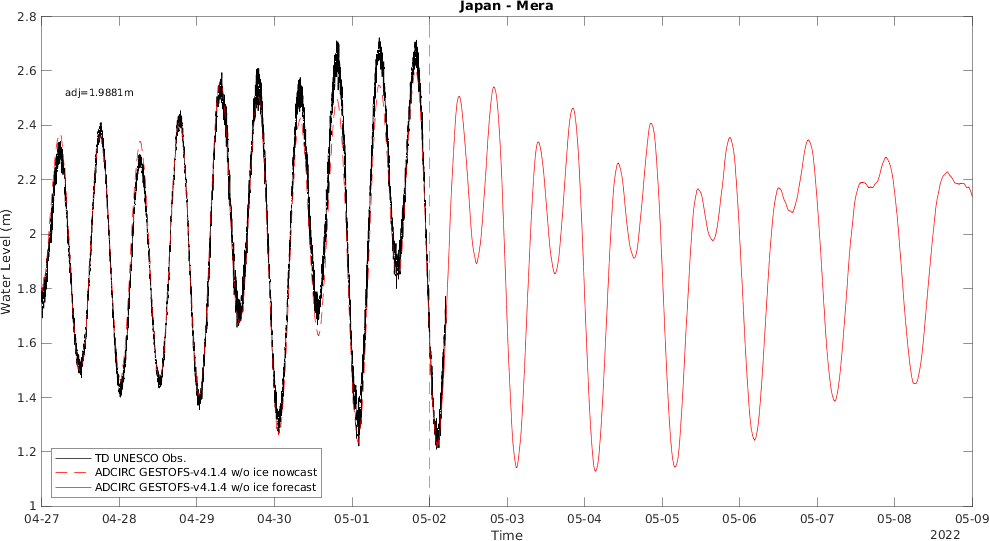 Japan - Mera
2.8
2.6
2.4
2.2
2
1.8
1.6
1.4
1.2
1
Water Level (m)
adj=1.9881m
TD UNESCO Obs.
ADCIRC GESTOFS-v4.1.4 w/o ice nowcast
ADCIRC GESTOFS-v4.1.4 w/o ice forecast
04-27 04-28 04-29 04-30 05-01 05-02 05-03 05-04 05-05 05-06 05-07 05-08 05-09
Time
2022